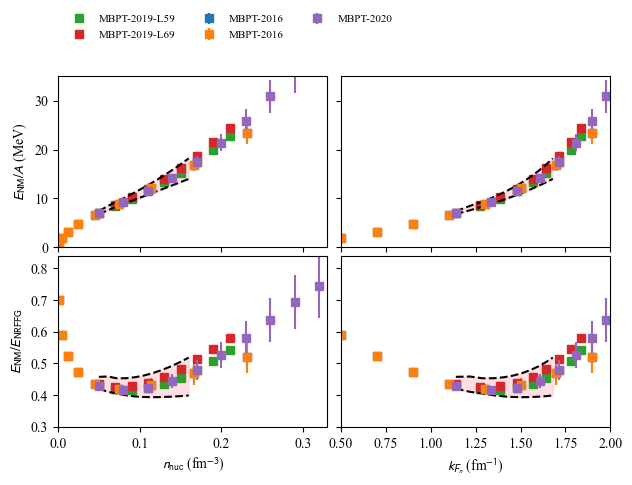 MBPT-2019-L59 MBPT-2016 MBPT-2020
MBPT-2019-L69 MBPT-2016
30
20
10
0
E_NM/A (MeV)
0.8
0.7
0.6
0.5
0.4
0.3
E_NM/E_NRFFG
0.0 0.1 0.2 0.3 0.50 0.75 1.00 1.25 1.50 1.75 2.00
n_nuc (fm⁻³) k_{F_n} (fm⁻¹)